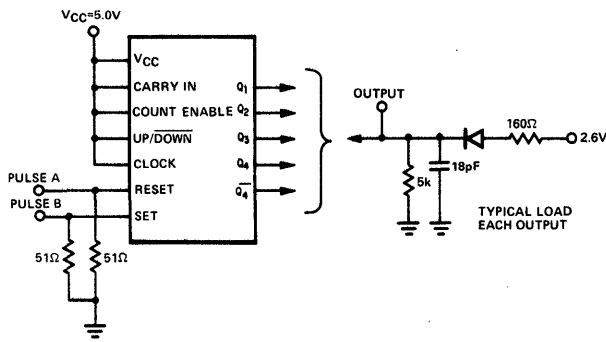 VCC=5.0V
VCC
CARRY IN
COUNT ENABLE
UP/DOWN
CLOCK
RESET
SET
PULSE A
PULSE B
51Ω
51Ω
Q1
Q2
Q3
Q4
Q4
OUTPUT
160Ω
2.6V
5k
18pF
TYPICAL LOAD
EACH OUTPUT